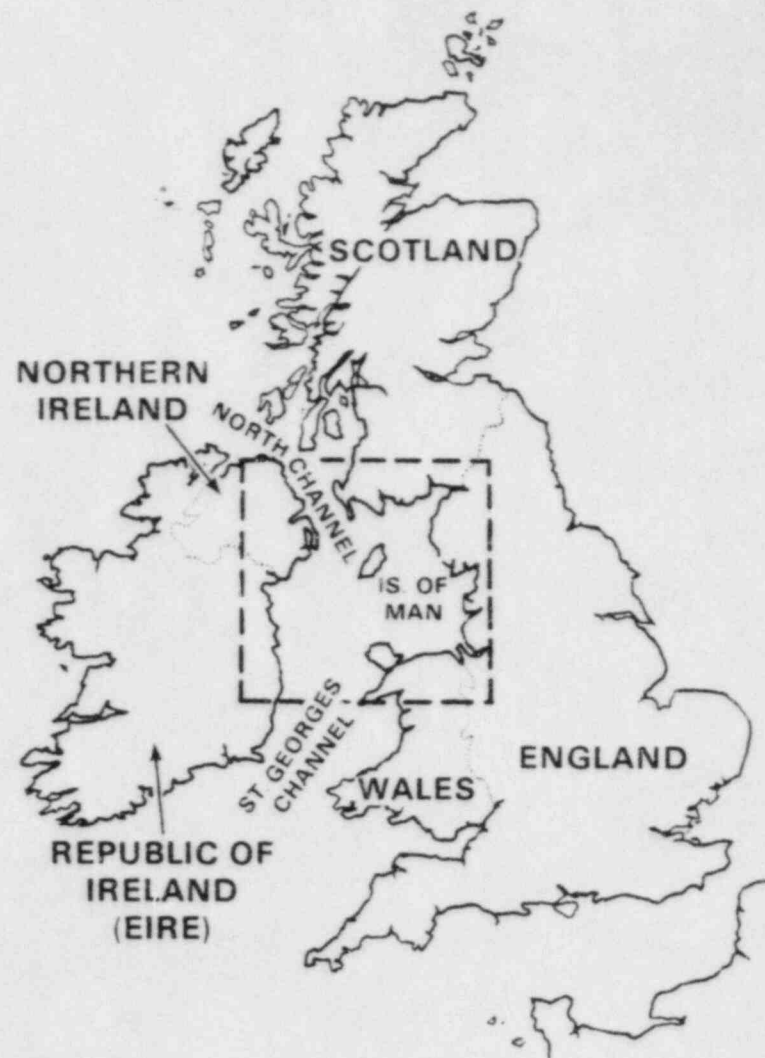 SCOTLAND
NORTHERN
IRELAND
NORTH CHANNEL
IS. OF
MAN
ST. GEORGES
CHANNEL
WALES
ENGLAND
REPUBLIC OF
IRELAND
(EIRE)